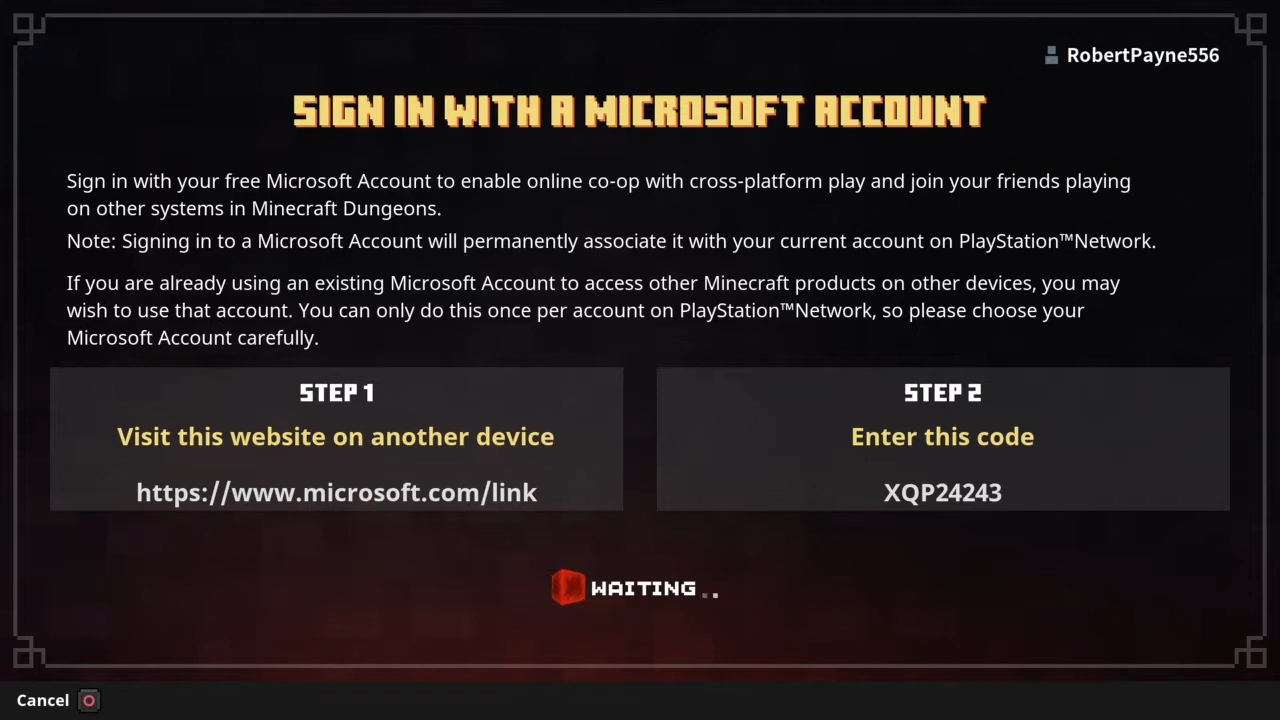 RobertPayne556
SIGN IN WITH A MICROSOFT ACCOUNT
Sign in with your free Microsoft Account to enable online co-op with cross-platform play and join your friends playing
on other systems in Minecraft Dungeons.
Note: Signing in to a Microsoft Account will permanently associate it with your current account on PlayStation™Network.
If you are already using an existing Microsoft Account to access other Minecraft products on other devices, you may
wish to use that account. You can only do this once per account on PlayStation™Network, so please choose your
Microsoft Account carefully.
STEP 1
Visit this website on another device
https://www.microsoft.com/link
STEP 2
Enter this code
XQP24243
WAITING..
Cancel